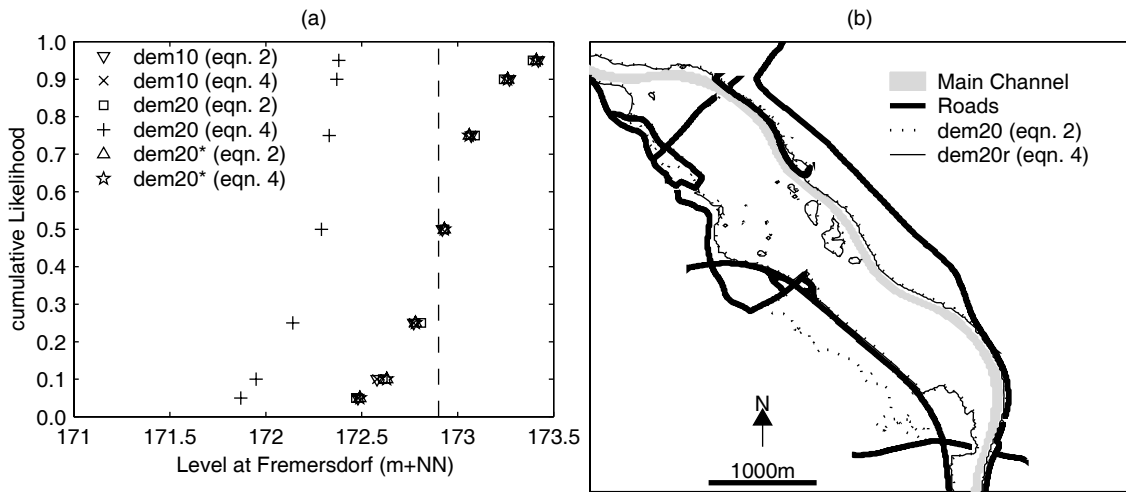 (a)
1.0
0.9
0.8
0.7
0.6
0.5
0.4
0.3
0.2
0.1
0.0
cumulative Likelihood
dem10 (eqn. 2)
dem10 (eqn. 4)
dem20 (eqn. 2)
dem20 (eqn. 4)
dem20* (eqn. 2)
dem20* (eqn. 4)
171 171.5 172 172.5 173 173.5
Level at Fremersdorf (m+NN)
(b)
Main Channel
Roads
dem20 (eqn. 2)
dem20r (eqn. 4)
N
1000m